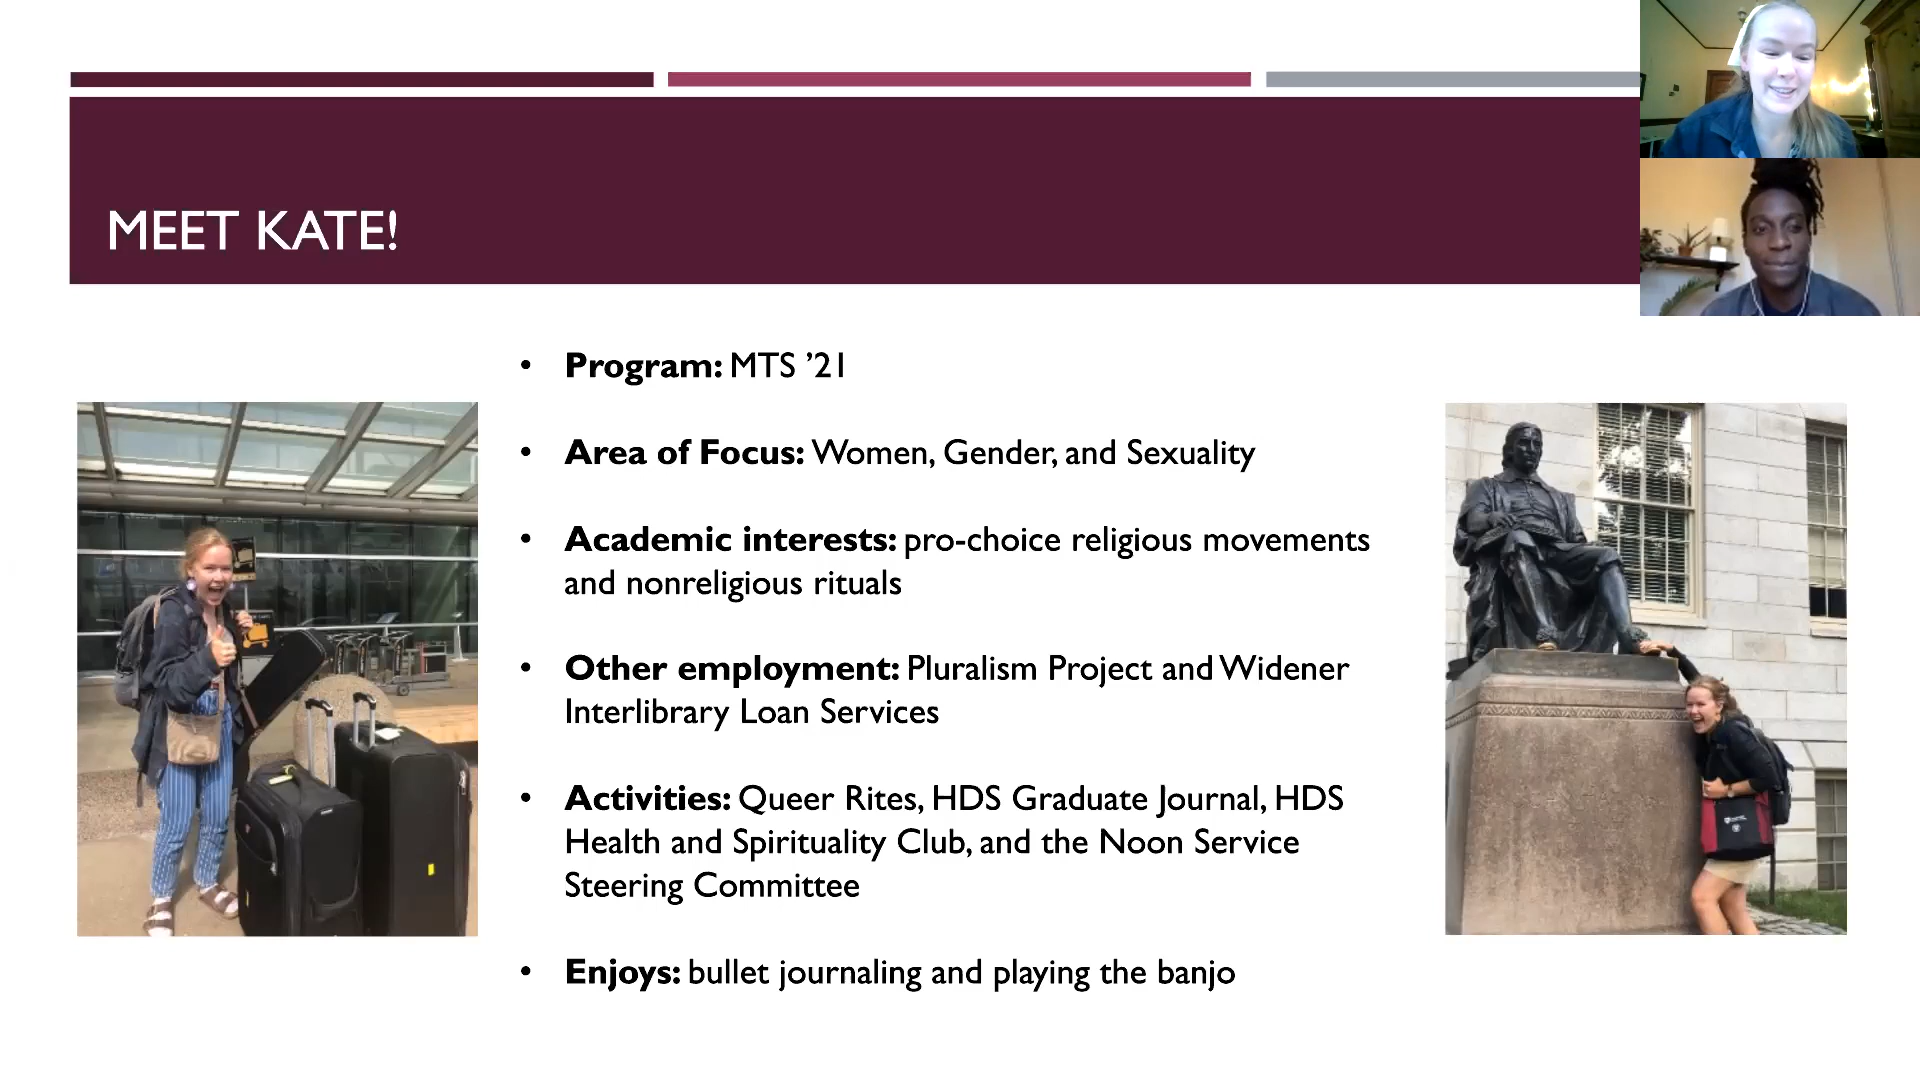 MEET KATE!
• Program: MTS ’21
• Area of Focus: Women, Gender, and Sexuality
• Academic interests: pro-choice religious movements
and nonreligious rituals
• Other employment: Pluralism Project and Widener
Interlibrary Loan Services
• Activities: Queer Rites, HDS Graduate Journal, HDS
Health and Spirituality Club, and the Noon Service
Steering Committee
• Enjoys: bullet journaling and playing the banjo